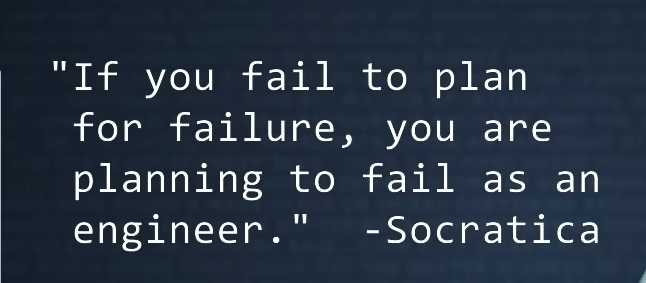 "If you fail to plan
for failure, you are
planning to fail as an
engineer." -Socratica